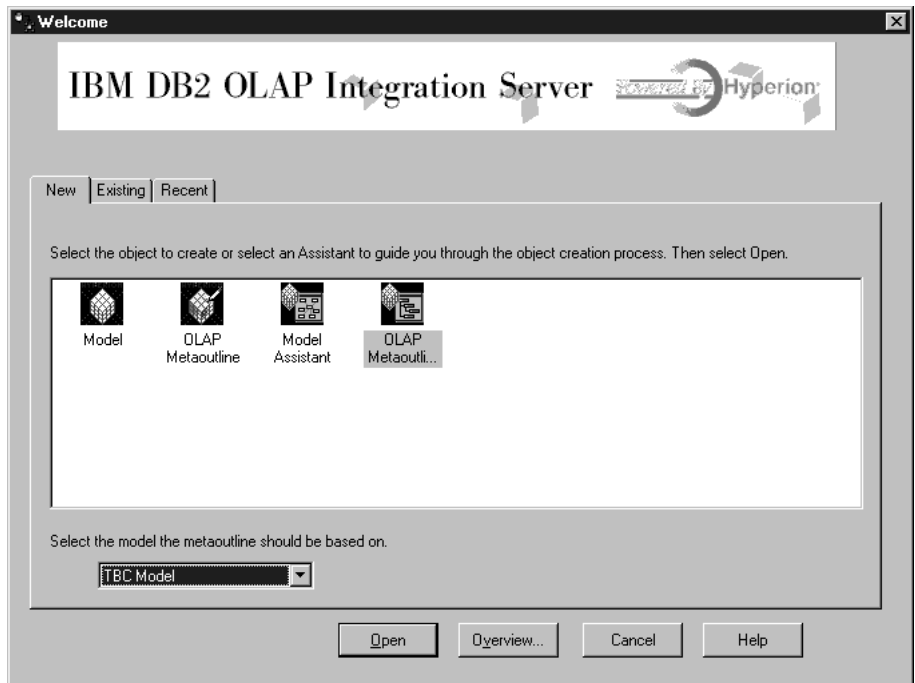 Welcome
IBM DB2 OLAP Integration Server POWERED BY Hyperion
New Existing Recent
Select the object to create or select an Assistant to guide you through the object creation process. Then select Open.
Model OLAP Metaoutline Model Assistant OLAP Metaoutli...
Select the model the metaoutline should be based on.
TBC Model
Open Overview... Cancel Help